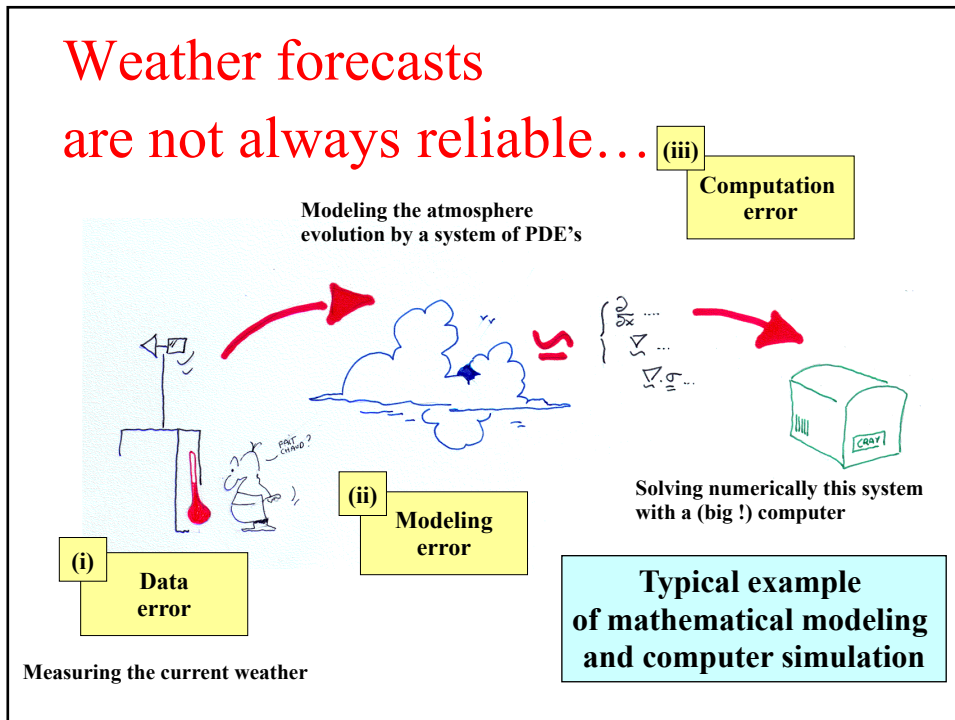 Weather forecasts
are not always reliable…
(iii)
Computation
error
Modeling the atmosphere
evolution by a system of PDE's
∂/∂x ....
∇ ...
∇.σ...
FAIT
CHAUD?
CRAY
Solving numerically this system
with a (big !) computer
(ii)
Modeling
error
(i)
Data
error
Typical example
of mathematical modeling
and computer simulation
Measuring the current weather